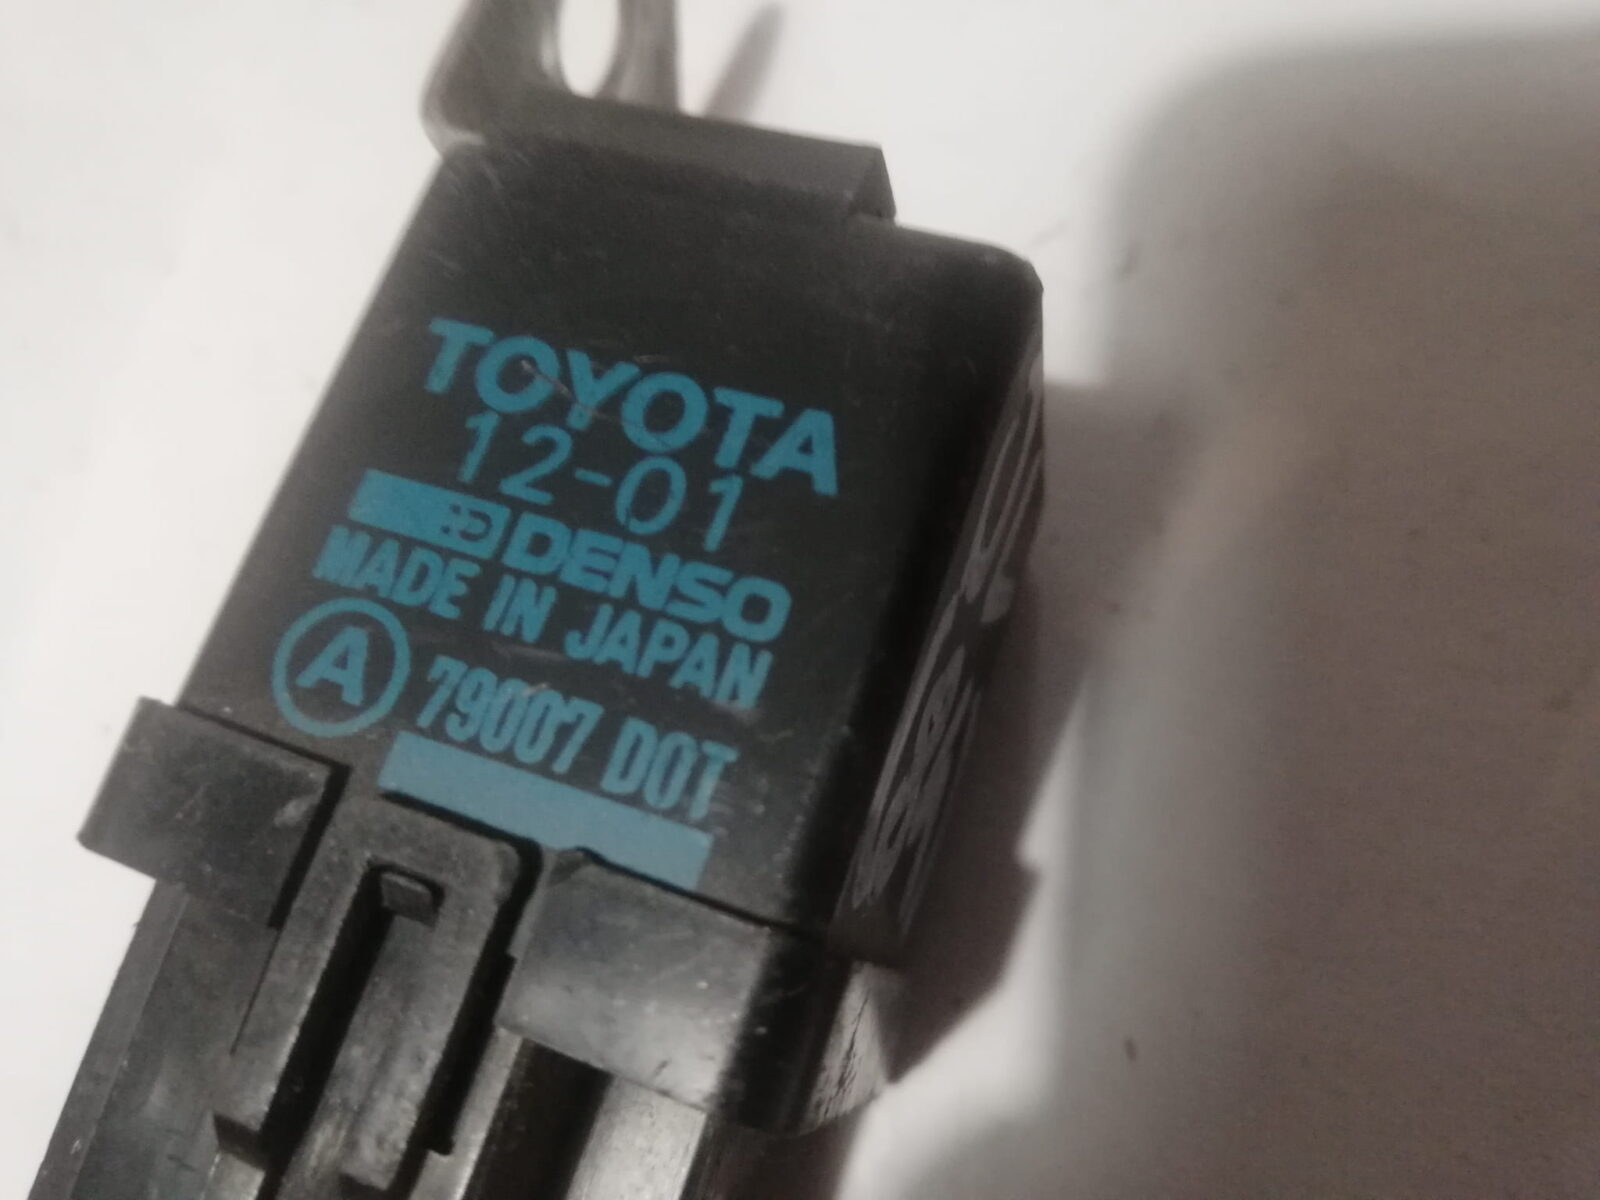 TOYOTA
12-01
DENSO
MADE IN JAPAN
A 79007 DOT